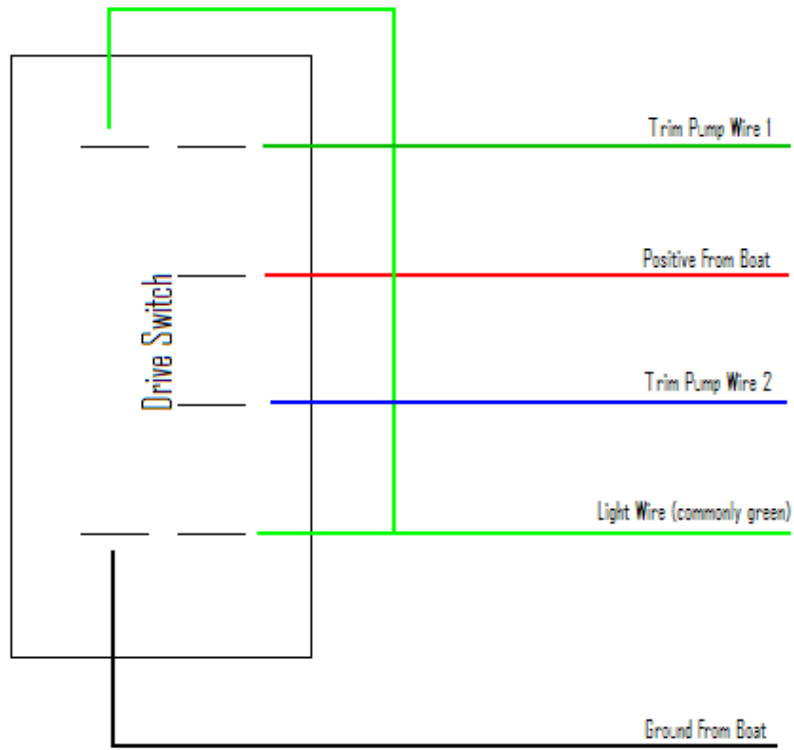 Trim Pump Wire 1
Positive From Boat
Drive Switch
Trim Pump Wire 2
Light Wire (commonly green)
Ground From Boat